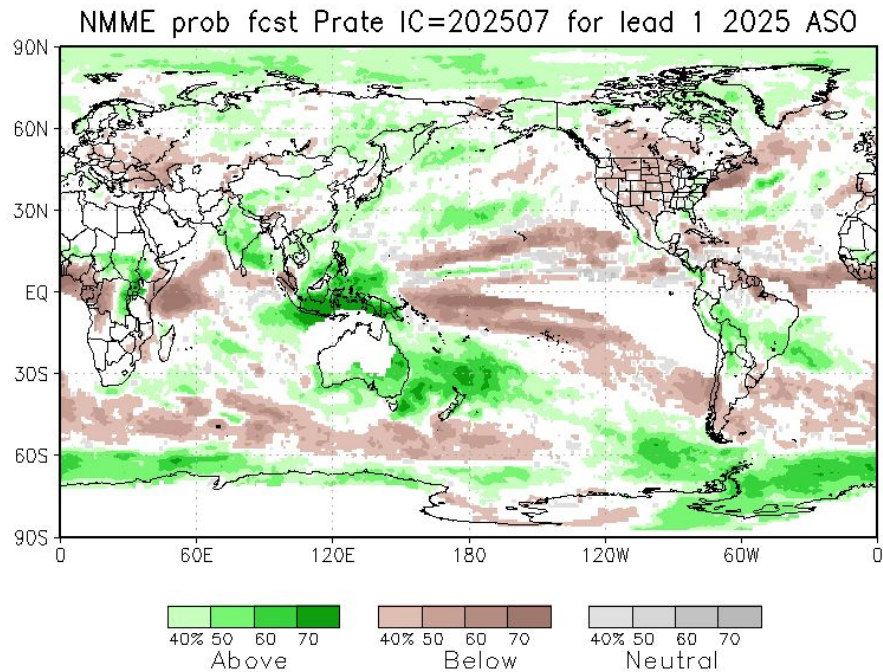 NMME prob fcst Prate IC=202507 for lead 1 2025 ASO
90N
60N
30N
EQ
30S
60S
90S
0 60E 120E 180 120W 60W 0
40% 50 60 70 40% 50 60 70 40% 50 60 70
Above Below Neutral